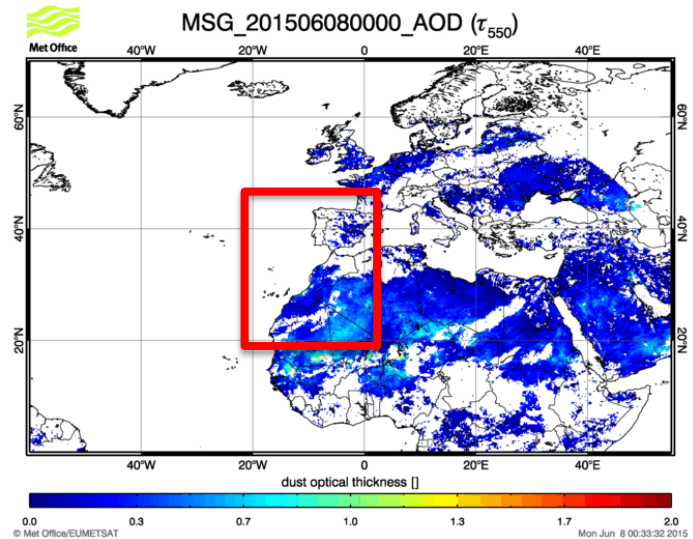 MSG_201506080000_AOD (τ550)
Met Office
40°W 20°W 0 20°E 40°E
60°N 60°N
40°N 40°N
20°N 20°N
40°W 20°W 0 20°E 40°E
dust optical thickness []
0.0 0.3 0.7 1.0 1.3 1.7 2.0
© Met Office/EUMETSAT Mon Jun 8 00:33:32 2015